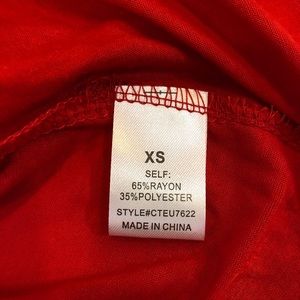 XS
SELF:
65%RAYON
35%POLYESTER
STYLE#CTEU7622
MADE IN CHINA